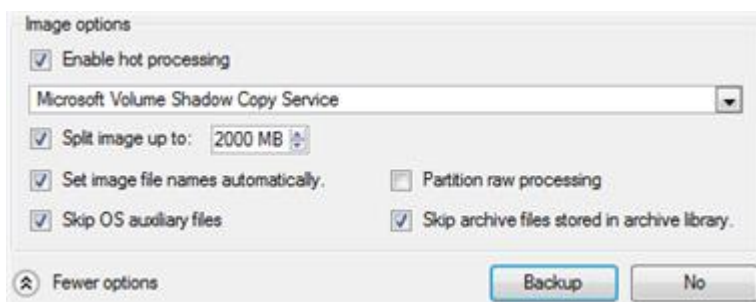 Image options
Enable hot processing
Microsoft Volume Shadow Copy Service
Split image up to: 2000 MB
Set image file names automatically. Partition raw processing
Skip OS auxiliary files Skip archive files stored in archive library.
Fewer options Backup No